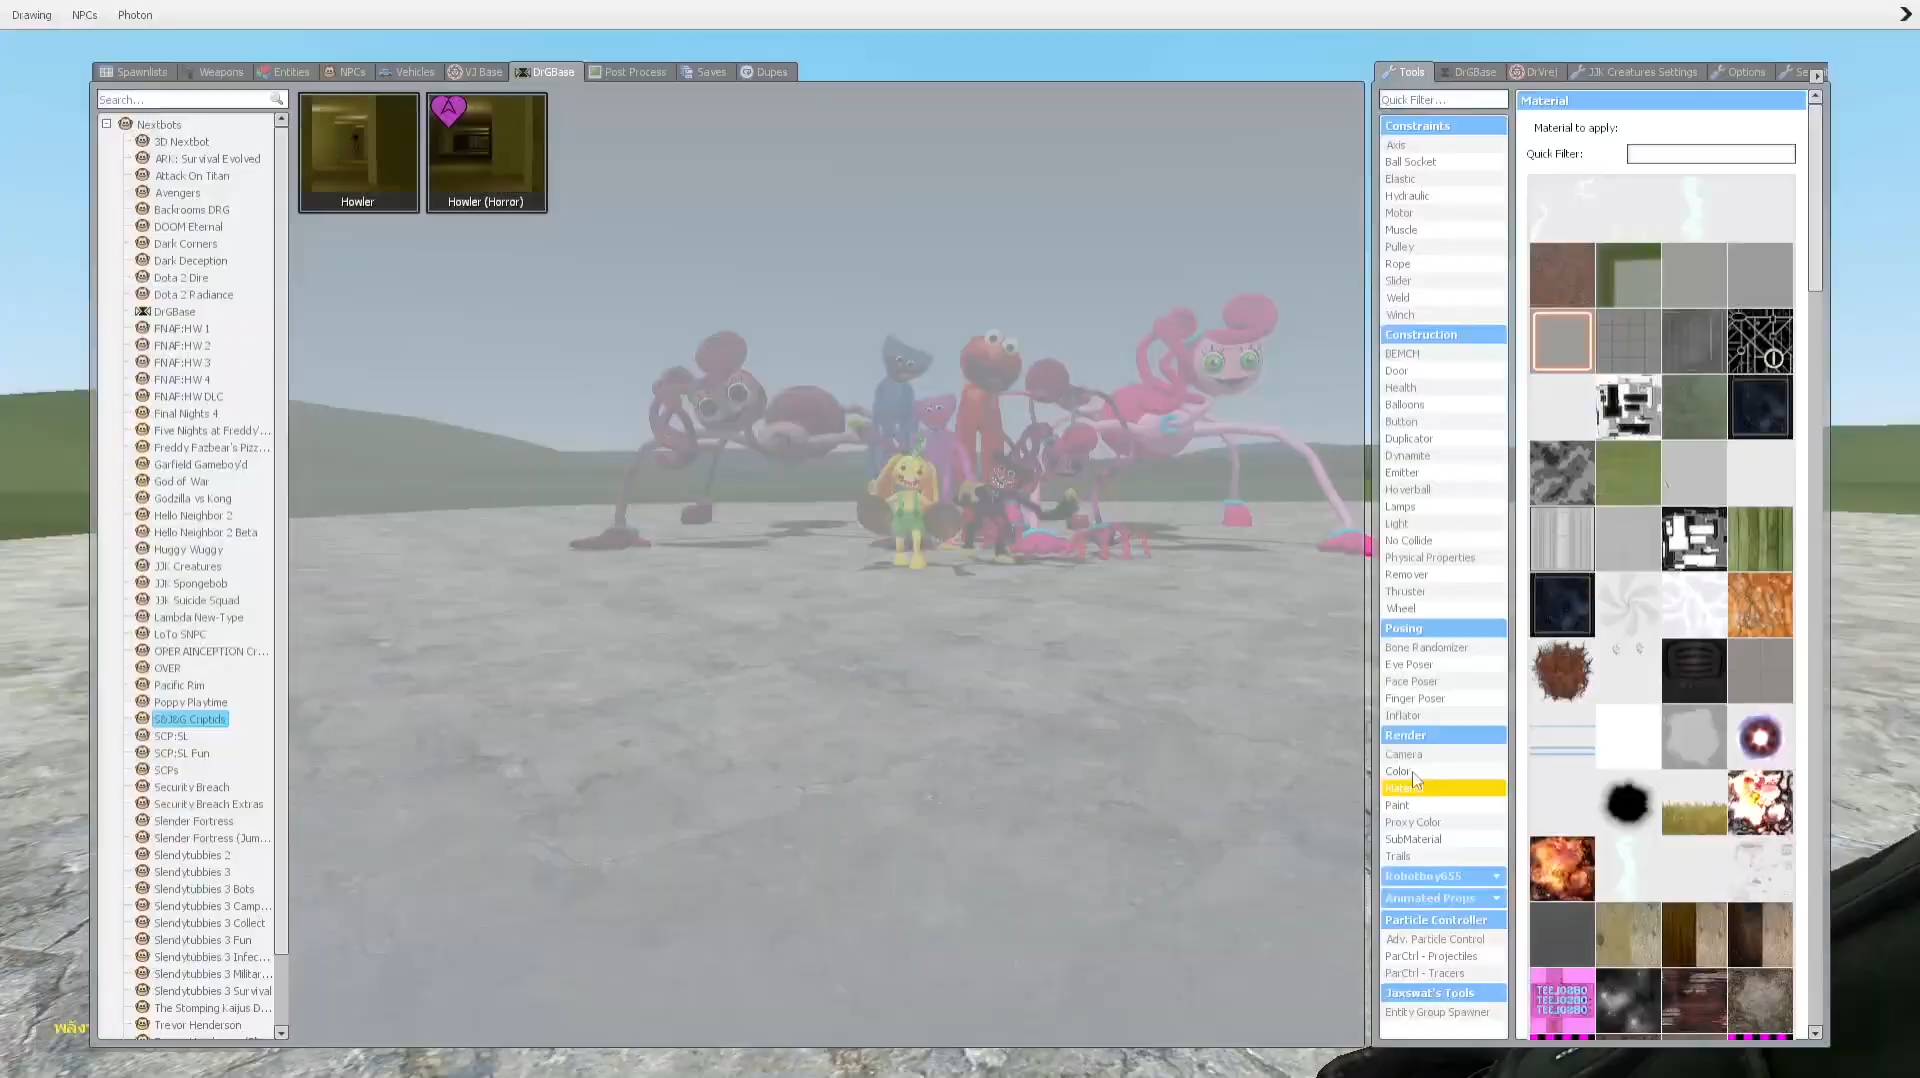 Drawing NPCs Photon
Spawnlists Weapons Entities NPCs Vehicles VJ Base DrGBase Post Process Saves Dupes
Search...
Nextbots
3D Nextbot
ARK: Survival Evolved
Attack On Titan
Avengers
Backrooms DRG
DOOM Eternal
Dark Corners
Dark Deception
Dota 2 Dire
Dota 2 Radiance
DrGBase
FNAF:HW 1
FNAF:HW 2
FNAF:HW 3
FNAF:HW 4
FNAF:HW DLC
Final Nights 4
Five Nights at Freddy'...
Freddy Fazbear's Pizz...
Garfield Gameboy'd
God of War
Godzilla vs Kong
Hello Neighbor 2
Hello Neighbor 2 Beta
Huggy Wuggy
JJK Creatures
JJK Spongebob
JJK Suicide Squad
Lambda New-Type
LoTo SNPC
OPERAINCEPTION Cr...
OVER
Pacific Rim
Poppy Playtime
S&J&G Criptids
SCP:SL
SCP:SL Fun
SCPs
Security Breach
Security Breach Extras
Slender Fortress
Slender Fortress (Jum...
Slendytubbies 2
Slendytubbies 3
Slendytubbies 3 Bots
Slendytubbies 3 Camp...
Slendytubbies 3 Collect
Slendytubbies 3 Fun
Slendytubbies 3 Infec...
Slendytubbies 3 Militar...
Slendytubbies 3 Survival
The Stomping Kaijus D...
Trevor Henderson
Howler
Howler (Horror)
พลัง
Tools DrGBase DrVrej JJK Creatures Settings Options
Quick Filter...
Constraints
Axis
Ball Socket
Elastic
Hydraulic
Motor
Muscle
Pulley
Rope
Slider
Weld
Winch
Construction
BEMCH
Door
Health
Balloons
Button
Duplicator
Dynamite
Emitter
Hoverball
Lamps
Light
No Collide
Physical Properties
Remover
Thruster
Wheel
Posing
Bone Randomizer
Eye Poser
Face Poser
Finger Poser
Inflator
Render
Camera
Color
Material
Paint
Proxy Color
SubMaterial
Trails
Robotboy655
Animated Props
Particle Controller
Adv. Particle Control
ParCtrl - Projectiles
ParCtrl - Tracers
Jaxswat's Tools
Entity Group Spawner
Material
Material to apply:
Quick Filter: